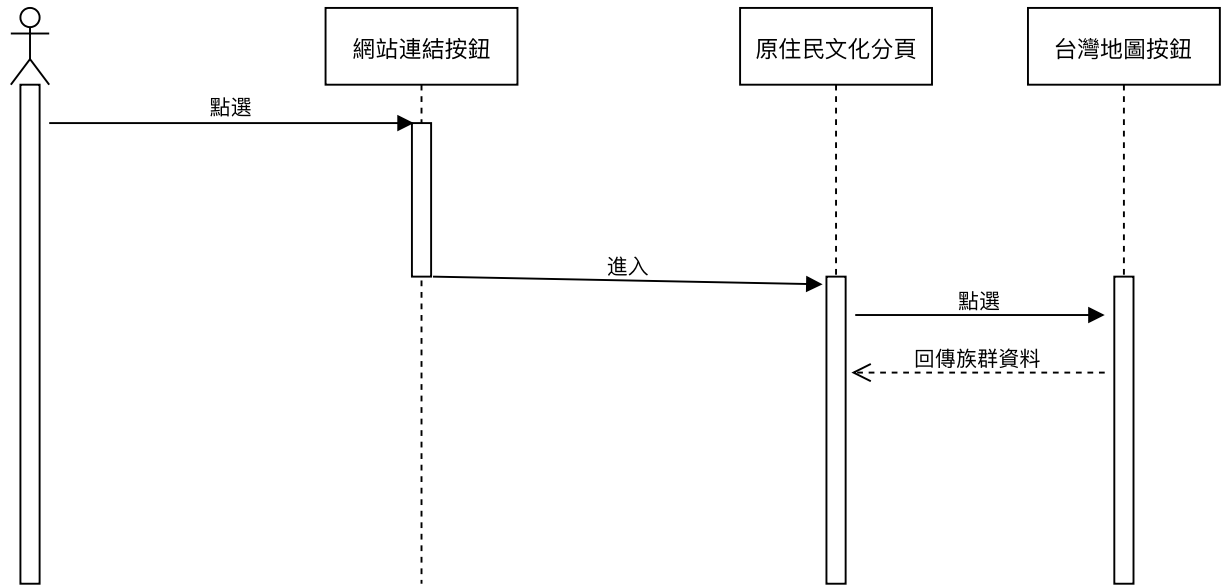 網站連結按鈕
原住民文化分頁
台灣地圖按鈕
點選
進入
點選
回傳族群資料